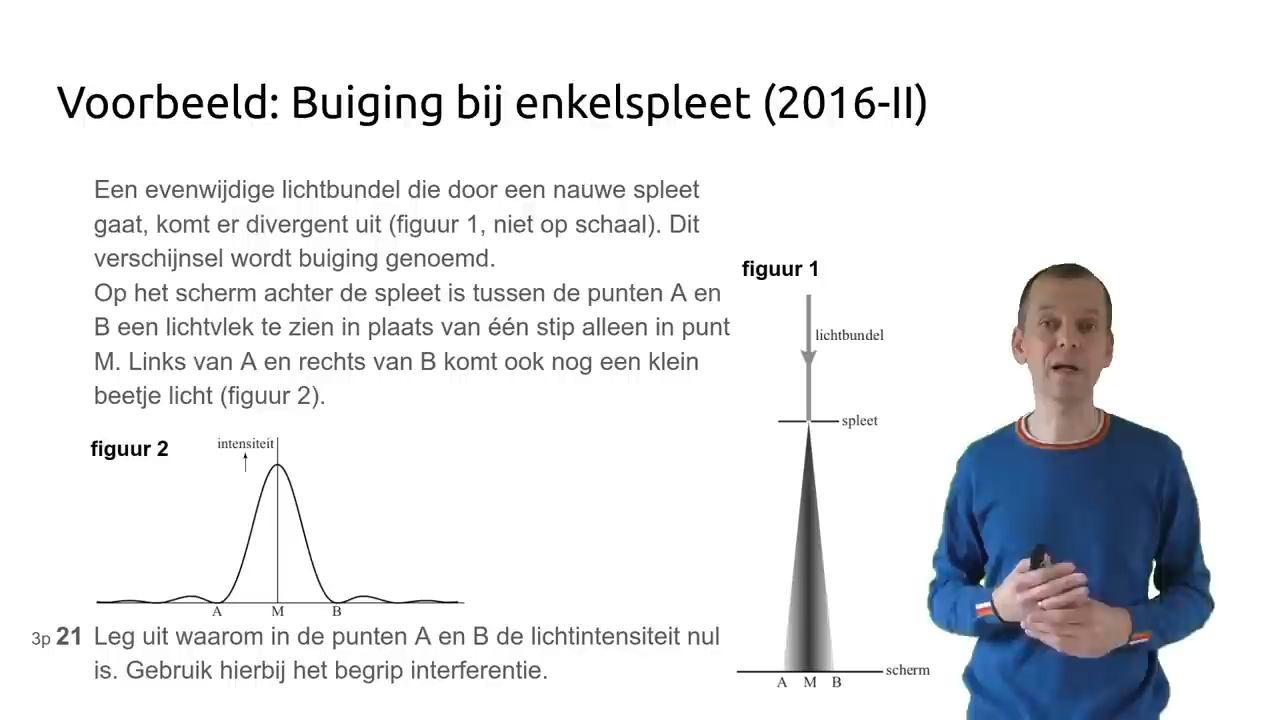 Voorbeeld: Buiging bij enkelspleet (2016-II)
Een evenwijdige lichtbundel die door een nauwe spleet
gaat, komt er divergent uit (figuur 1, niet op schaal). Dit
verschijnsel wordt buiging genoemd.
Op het scherm achter de spleet is tussen de punten A en
B een lichtvlek te zien in plaats van één stip alleen in punt
M. Links van A en rechts van B komt ook nog een klein
beetje licht (figuur 2).
figuur 1
lichtbundel
spleet
scherm
A M B
figuur 2
intensiteit
A M B
3p 21 Leg uit waarom in de punten A en B de lichtintensiteit nul
is. Gebruik hierbij het begrip interferentie.